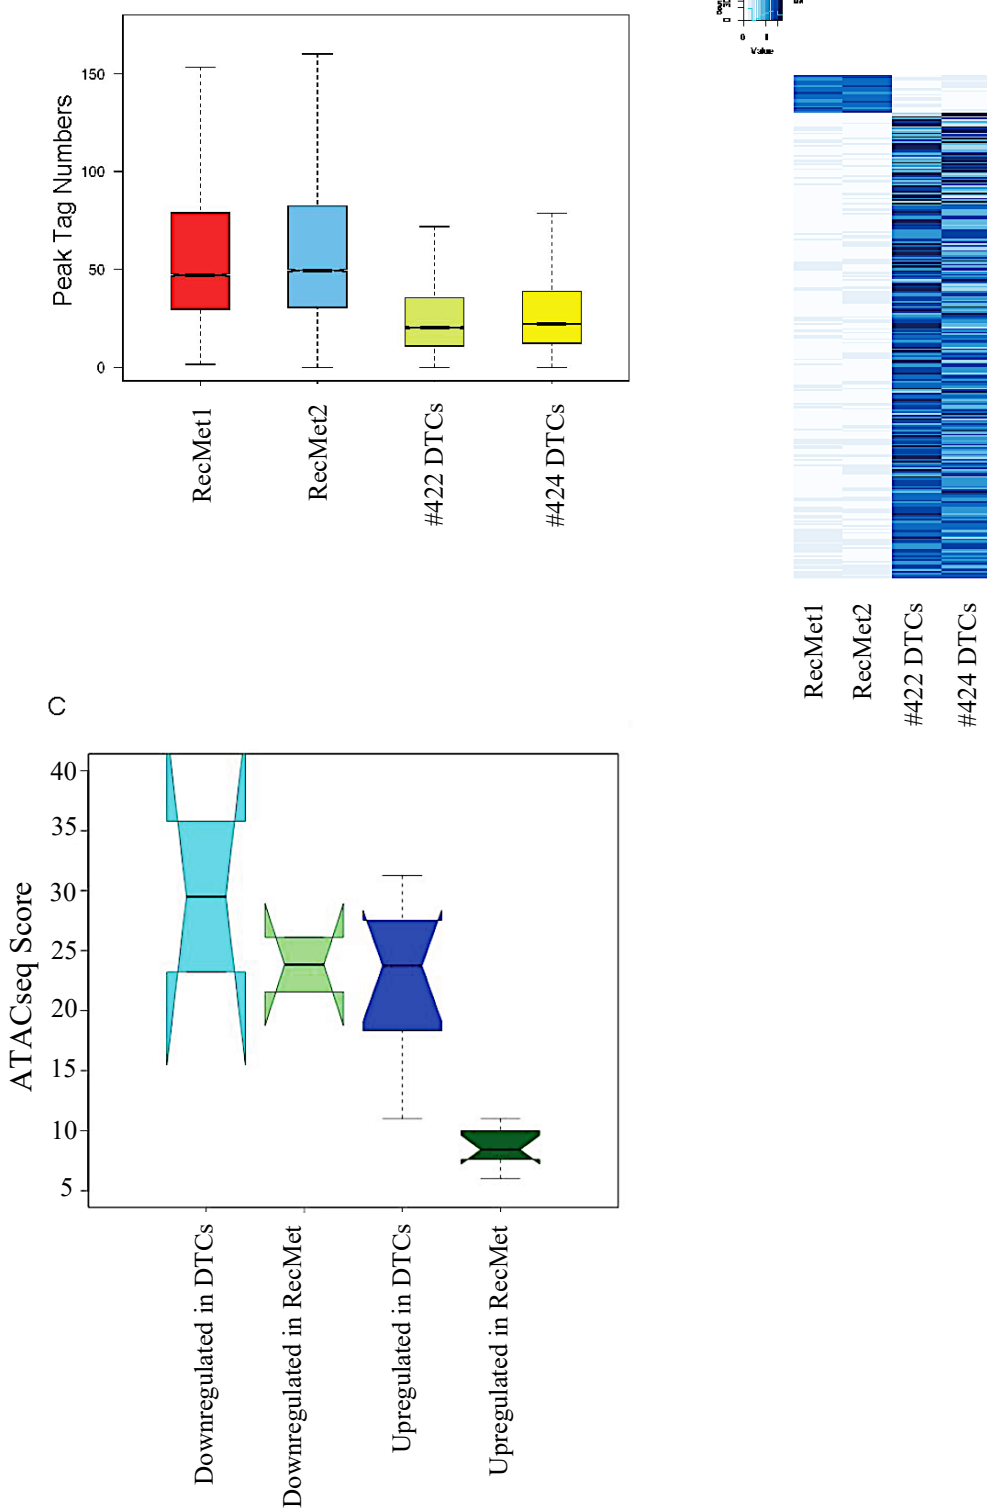 150
100
50
0
Peak Tag Numbers
RecMet1
RecMet2
#422 DTCs
#424 DTCs
0
Value
RecMet1
RecMet2
#422 DTCs
#424 DTCs
C
40
35
30
25
20
15
10
5
ATACseq Score
Downregulated in DTCs
Downregulated in RecMet
Upregulated in DTCs
Upregulated in RecMet